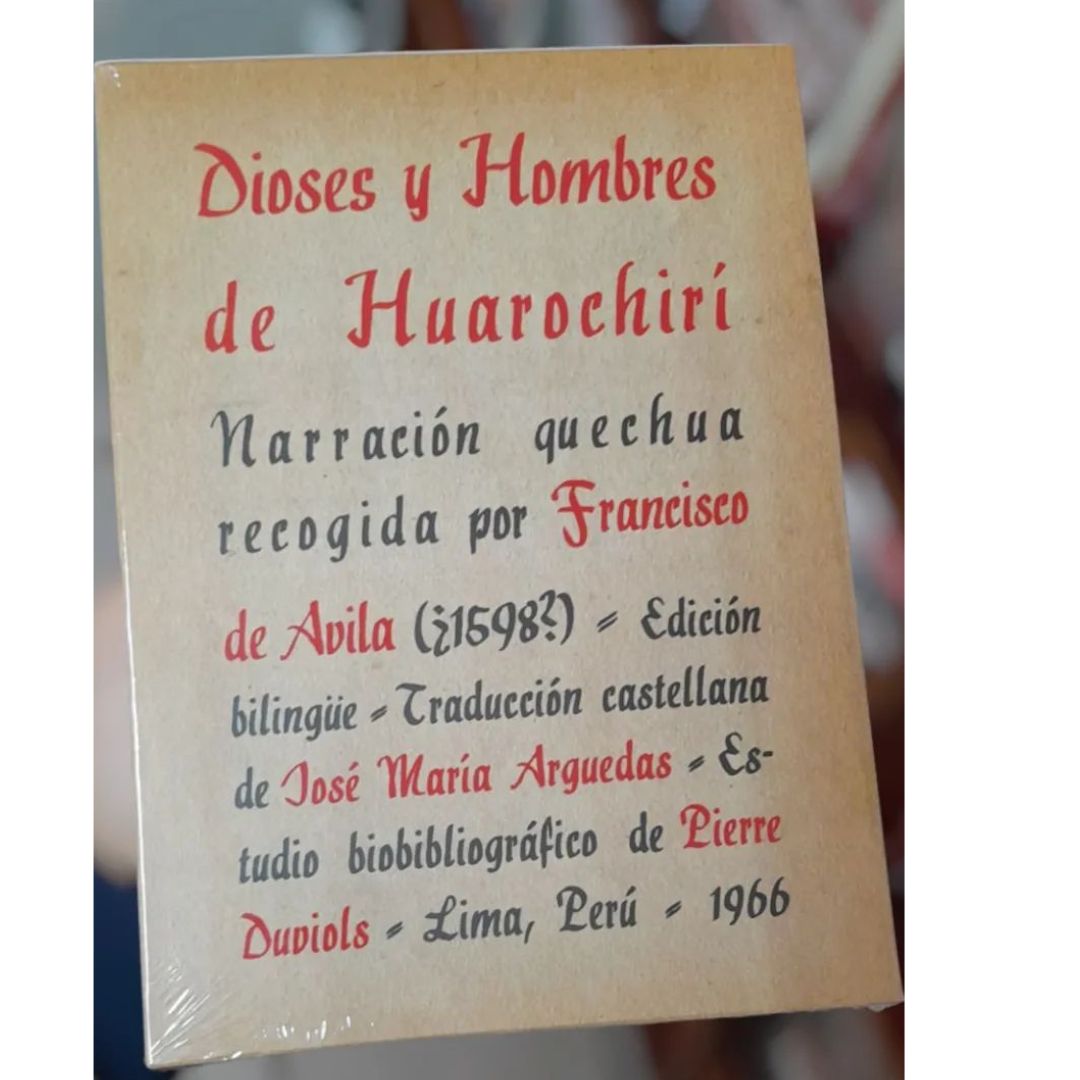 Dioses y Hombres
de Huarochirí
Narración quechua
recogida por Francisco
de Avila (¿1598?) = Edición
bilingüe = Traducción castellana
de José María Arguedas = Es-
tudio biobibliográfico de Pierre
Duviols = Lima, Perú = 1966